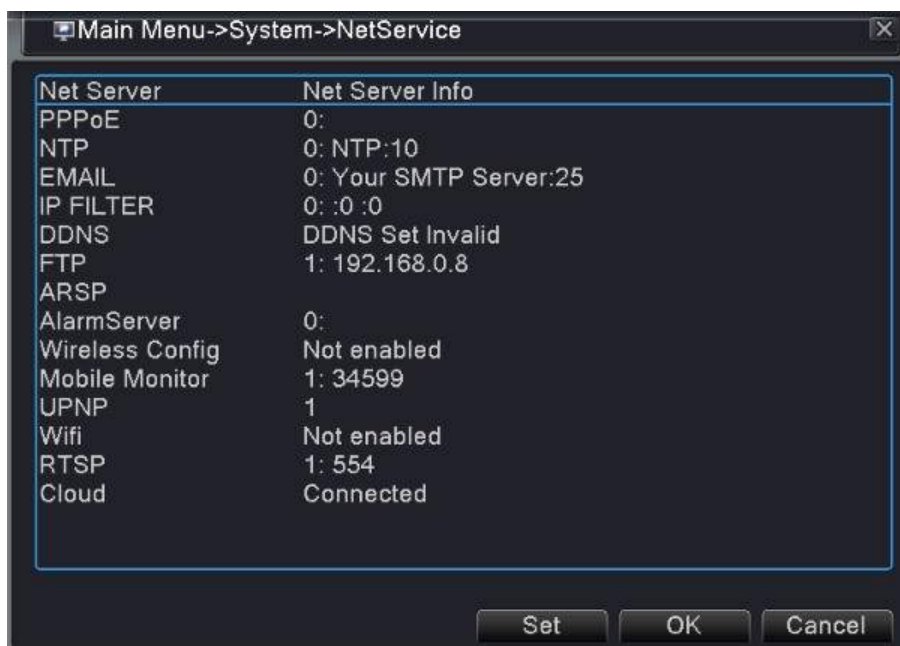 Main Menu->System->NetService
Net Server Net Server Info
PPPoE 0:
NTP 0: NTP:10
EMAIL 0: Your SMTP Server:25
IP FILTER 0: :0 :0
DDNS DDNS Set Invalid
FTP 1: 192.168.0.8
ARSP
AlarmServer 0:
Wireless Config Not enabled
Mobile Monitor 1: 34599
UPNP 1
Wifi Not enabled
RTSP 1: 554
Cloud Connected
Set OK Cancel